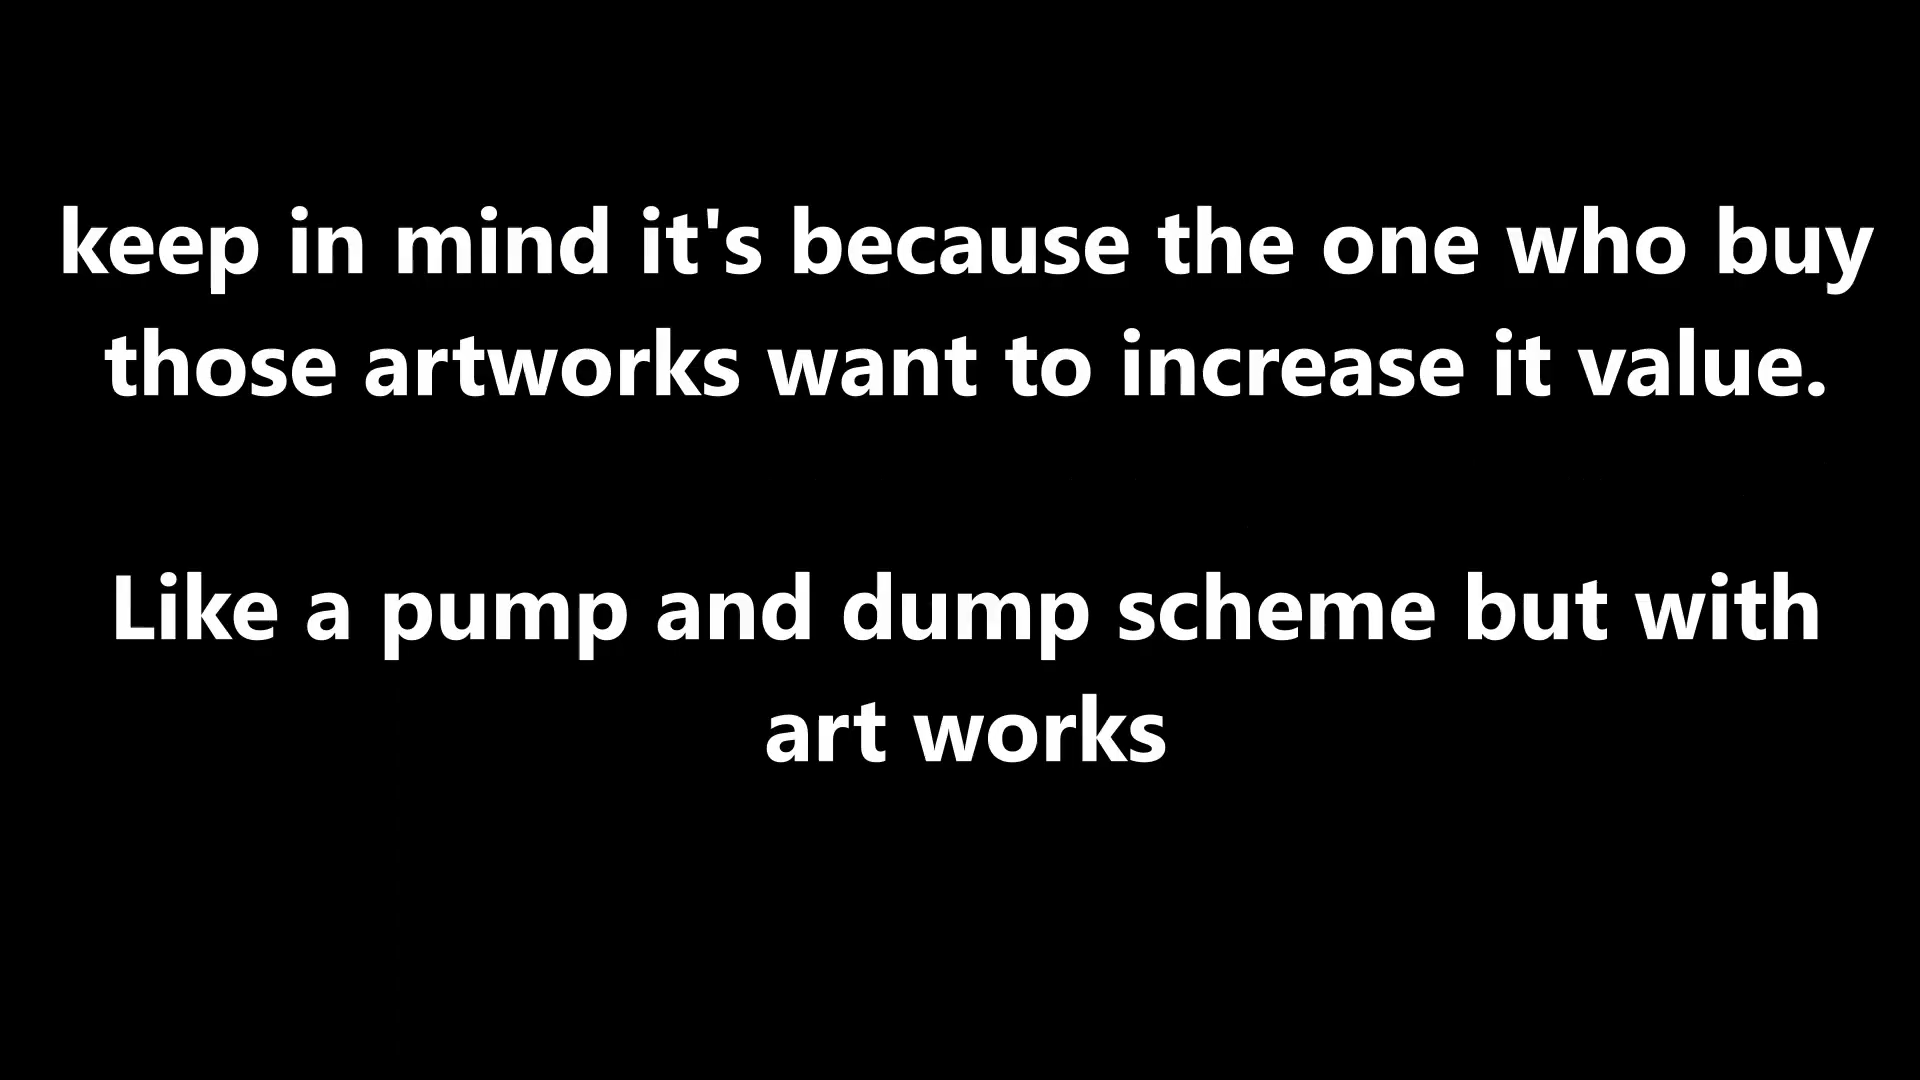 keep in mind it's because the one who buy
those artworks want to increase it value.
Like a pump and dump scheme but with
art works